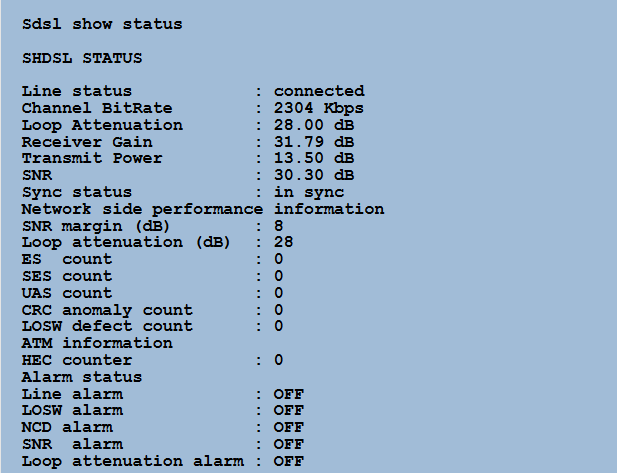 Sdsl show status
SHDSL STATUS
Line status : connected
Channel BitRate : 2304 Kbps
Loop Attenuation : 28.00 dB
Receiver Gain : 31.79 dB
Transmit Power : 13.50 dB
SNR : 30.30 dB
Sync status : in sync
Network side performance information
SNR margin (dB) : 8
Loop attenuation (dB) : 28
ES count : 0
SES count : 0
UAS count : 0
CRC anomaly count : 0
LOSW defect count : 0
ATM information
HEC counter : 0
Alarm status
Line alarm : OFF
LOSW alarm : OFF
NCD alarm : OFF
SNR alarm : OFF
Loop attenuation alarm : OFF